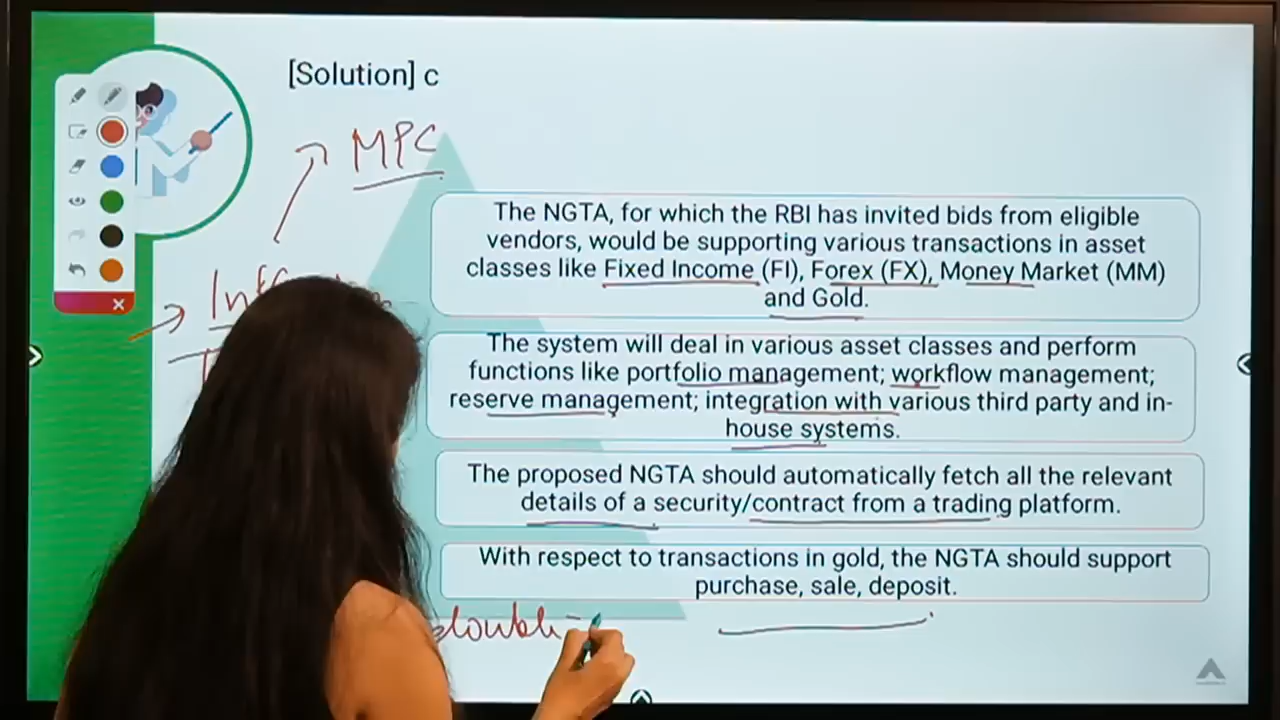 [Solution] c
MPC
The NGTA, for which the RBI has invited bids from eligible
vendors, would be supporting various transactions in asset
classes like Fixed Income (FI), Forex (FX), Money Market (MM)
and Gold.
The system will deal in various asset classes and perform
functions like portfolio management; workflow management;
reserve management; integration with various third party and in-
house systems.
The proposed NGTA should automatically fetch all the relevant
details of a security/contract from a trading platform.
With respect to transactions in gold, the NGTA should support
purchase, sale, deposit.